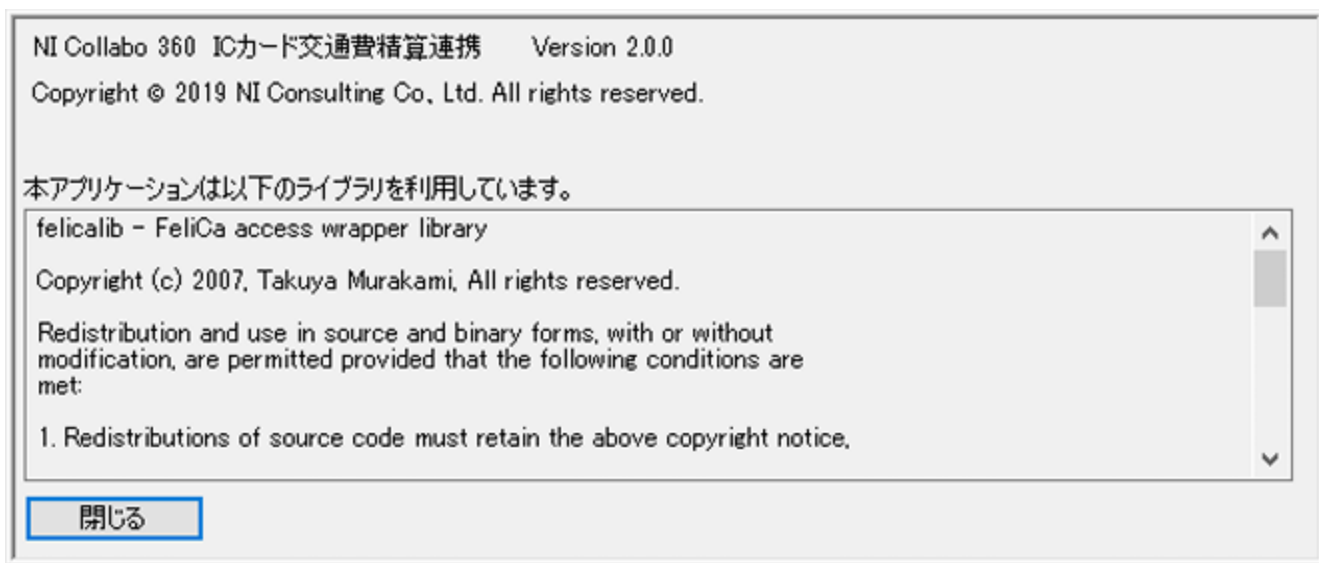 NI Collabo 360 ICカード交通費精算連携 Version 2.0.0
Copyright © 2019 NI Consulting Co., Ltd. All rights reserved.
本アプリケーションは以下のライブラリを利用しています。
felicalib - FeliCa access wrapper library
Copyright (c) 2007, Takuya Murakami, All rights reserved.
Redistribution and use in source and binary forms, with or without
modification, are permitted provided that the following conditions are
met:
1. Redistributions of source code must retain the above copyright notice,
閉じる